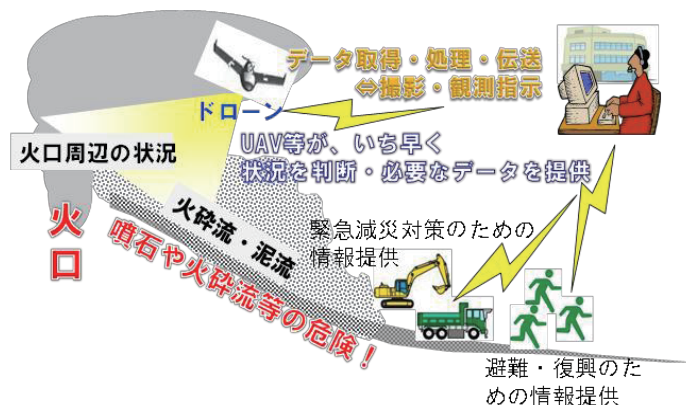 データ取得・処理・伝送
⇔撮影・観測指示
ドローン
UAV等が、いち早く
状況を判断・必要なデータを提供
火口周辺の状況
火砕流・泥流
火口
噴石や火砕流等の危険！
緊急減災対策のための
情報提供
避難・復興のた
めの情報提供